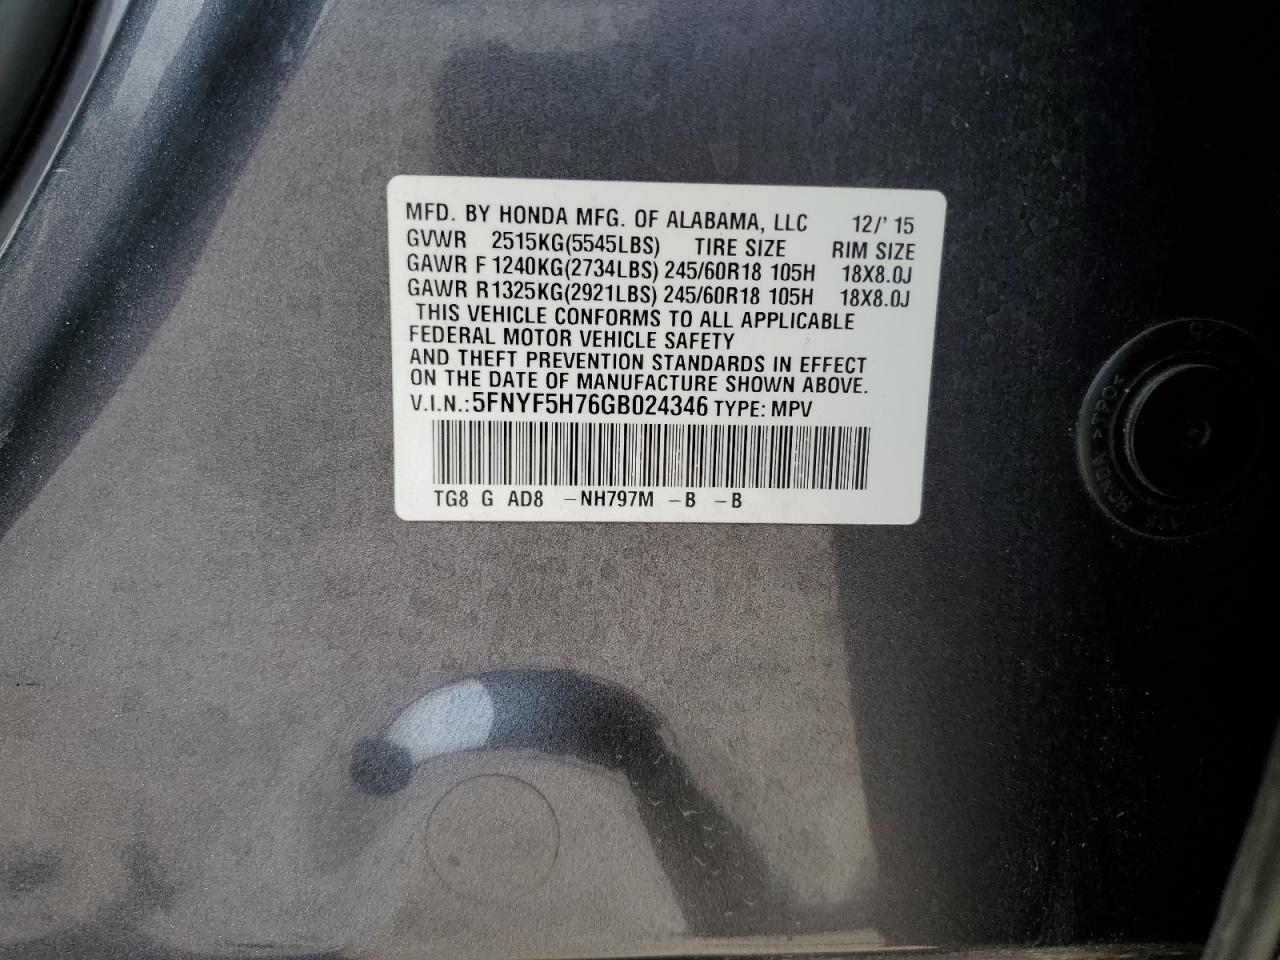 MFD. BY HONDA MFG. OF ALABAMA, LLC 12/' 15
GVWR 2515KG(5545LBS) TIRE SIZE RIM SIZE
GAWR F 1240KG(2734LBS) 245/60R18 105H 18X8.0J
GAWR R1325KG(2921LBS) 245/60R18 105H 18X8.0J
THIS VEHICLE CONFORMS TO ALL APPLICABLE
FEDERAL MOTOR VEHICLE SAFETY
AND THEFT PREVENTION STANDARDS IN EFFECT
ON THE DATE OF MANUFACTURE SHOWN ABOVE.
V.I.N.:5FNYF5H76GB024346 TYPE: MPV
TG8 G AD8 -NH797M -B -B
HONDA